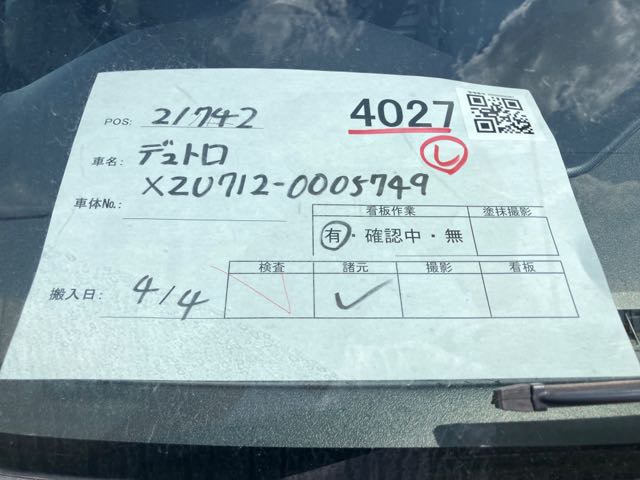 POS: 21742
4027
車名: デュトロ
L
車体No.: XZU712-0005749
看板作業 塗抹撮影
有・確認中・無
検査 諸元 撮影 看板
搬入日: 4/4